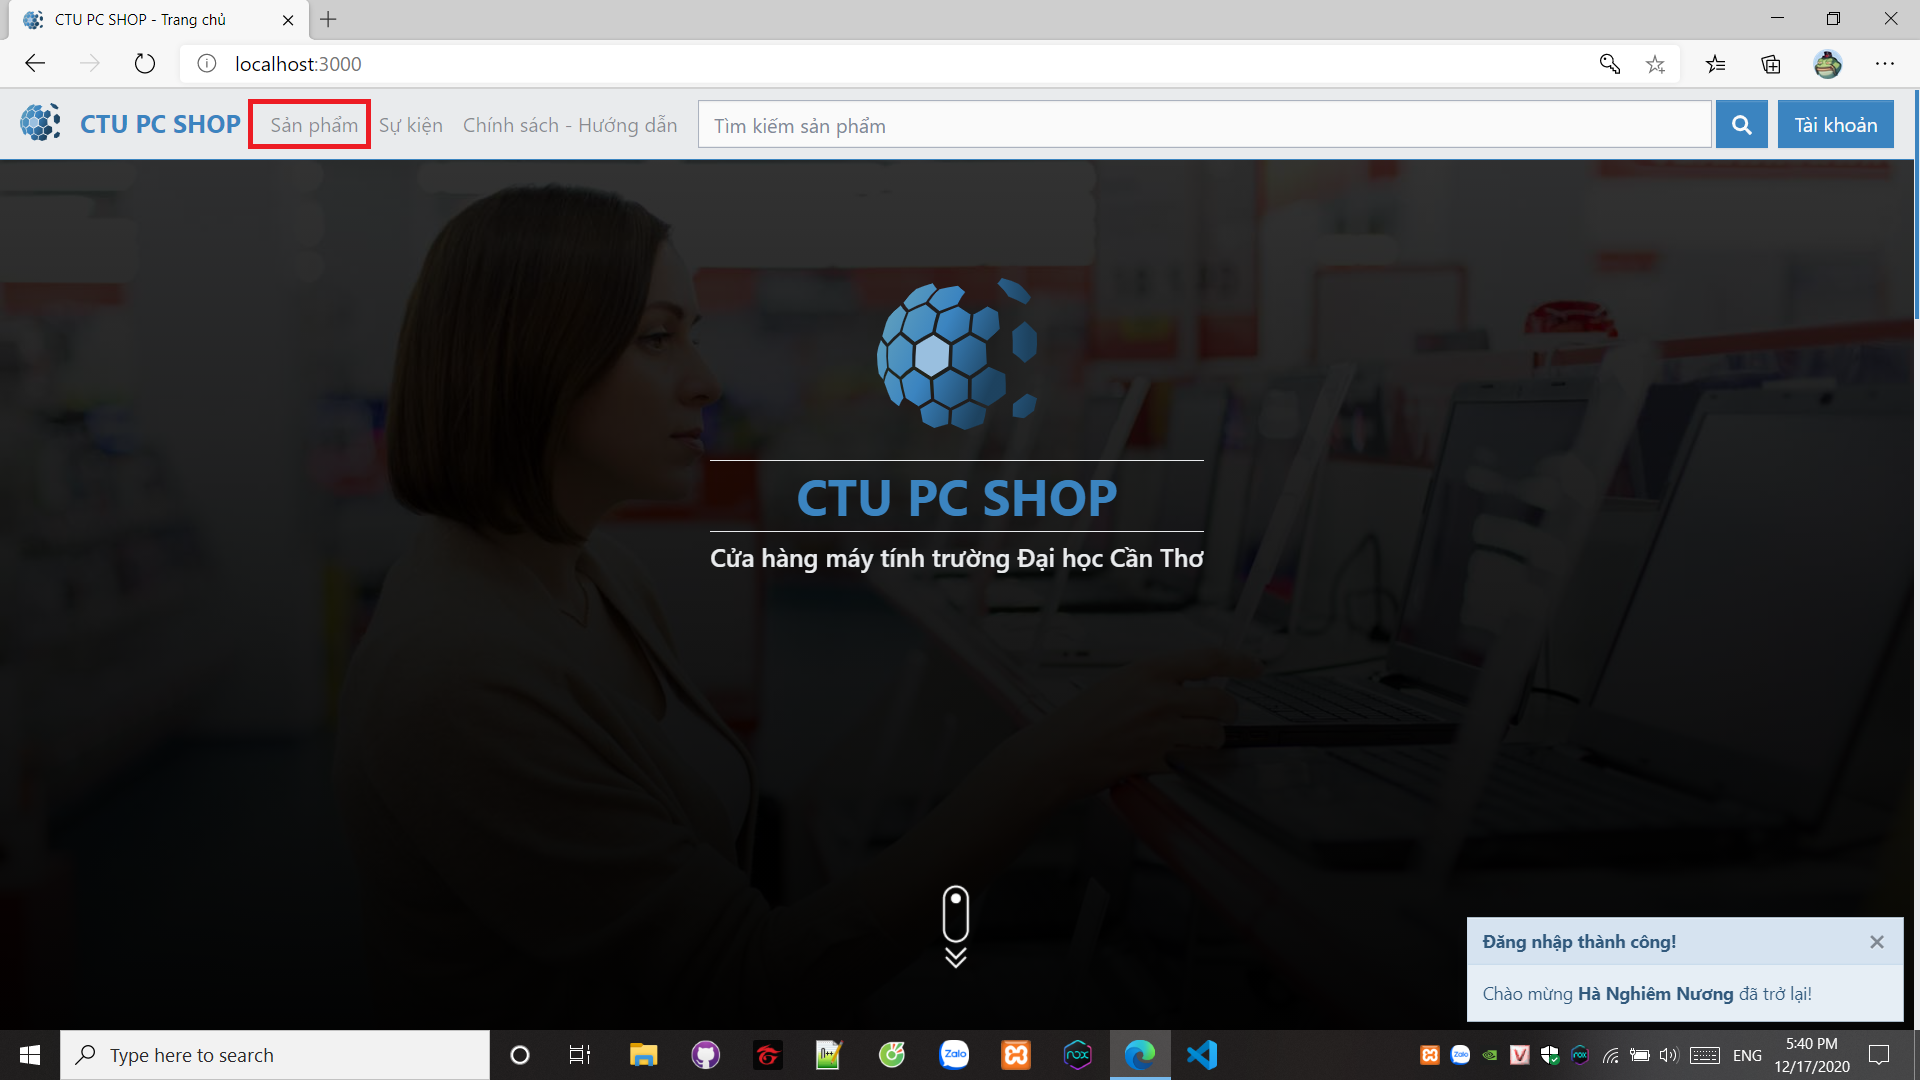 CTU PC SHOP - Trang chủ
localhost:3000
CTU PC SHOP
Sản phẩm
Sự kiện
Chính sách - Hướng dẫn
Tìm kiếm sản phẩm
Tài khoản
CTU PC SHOP
Cửa hàng máy tính trường Đại học Cần Thơ
Đăng nhập thành công!
Chào mừng Hà Nghiêm Nương đã trở lại!
Type here to search
Zalo
nox
ENG
5:40 PM
12/17/2020